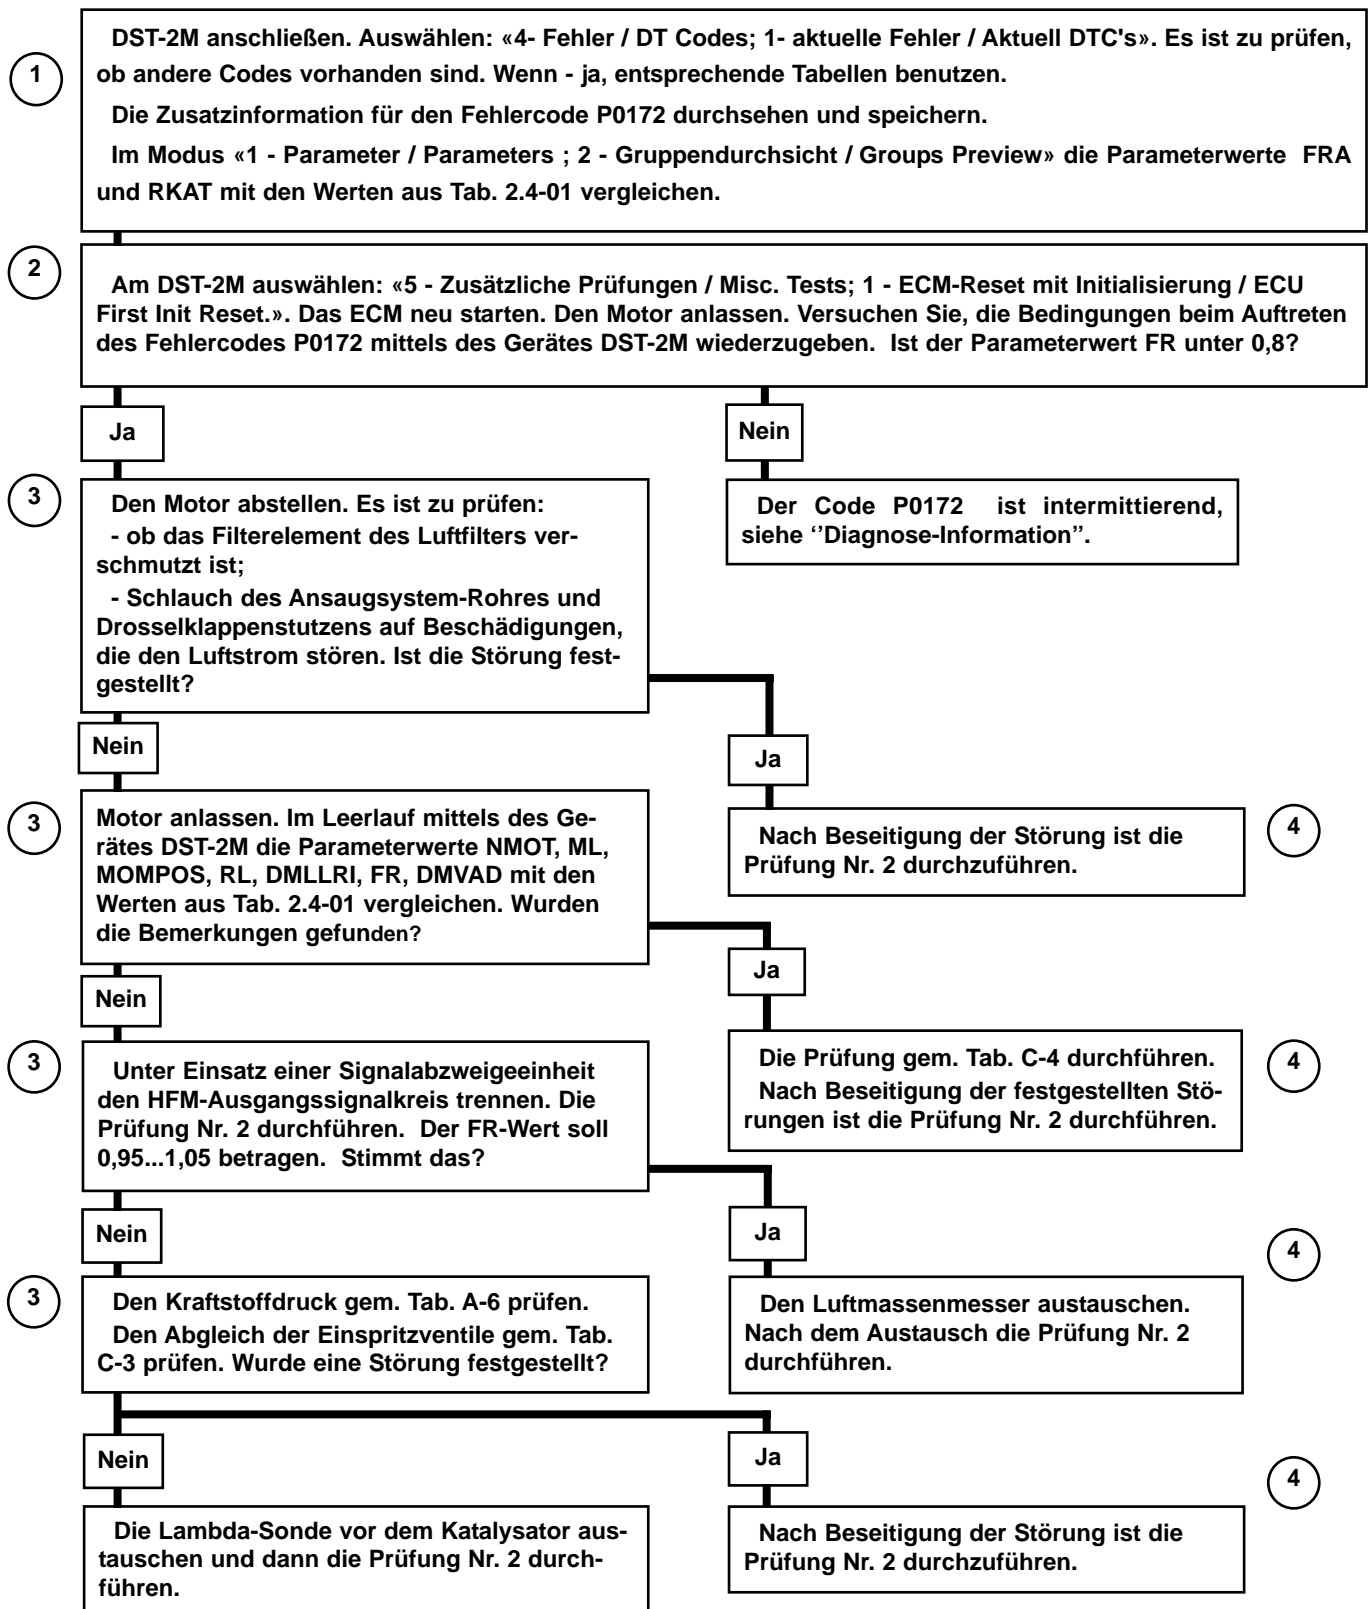 1
DST-2M anschließen. Auswählen: «4- Fehler / DT Codes; 1- aktuelle Fehler / Aktuell DTC's». Es ist zu prüfen,
ob andere Codes vorhanden sind. Wenn - ja, entsprechende Tabellen benutzen.
Die Zusatzinformation für den Fehlercode P0172 durchsehen und speichern.
Im Modus «1 - Parameter / Parameters ; 2 - Gruppendurchsicht / Groups Preview» die Parameterwerte FRA
und RKAT mit den Werten aus Tab. 2.4-01 vergleichen.
2
Am DST-2M auswählen: «5 - Zusätzliche Prüfungen / Misc. Tests; 1 - ECM-Reset mit Initialisierung / ECU
First Init Reset.». Das ECM neu starten. Den Motor anlassen. Versuchen Sie, die Bedingungen beim Auftreten
des Fehlercodes P0172 mittels des Gerätes DST-2M wiederzugeben. Ist der Parameterwert FR unter 0,8?
Ja
Nein
3
Den Motor abstellen. Es ist zu prüfen:
- ob das Filterelement des Luftfilters ver-
schmutzt ist;
- Schlauch des Ansaugsystem-Rohres und
Drosselklappenstutzens auf Beschädigungen,
die den Luftstrom stören. Ist die Störung fest-
gestellt?
Der Code P0172 ist intermittierend,
siehe ‘‘Diagnose-Information’’.
Nein
Ja
3
Motor anlassen. Im Leerlauf mittels des Ge-
rätes DST-2M die Parameterwerte NMOT, ML,
MOMPOS, RL, DMLLRI, FR, DMVAD mit den
Werten aus Tab. 2.4-01 vergleichen. Wurden
die Bemerkungen gefunden?
Nach Beseitigung der Störung ist die
Prüfung Nr. 2 durchzuführen.
4
Nein
Ja
3
Unter Einsatz einer Signalabzweigeeinheit
den HFM-Ausgangssignalkreis trennen. Die
Prüfung Nr. 2 durchführen. Der FR-Wert soll
0,95...1,05 betragen. Stimmt das?
Die Prüfung gem. Tab. C-4 durchführen.
Nach Beseitigung der festgestellten Stö-
rungen ist die Prüfung Nr. 2 durchführen.
4
Nein
Ja
3
Den Kraftstoffdruck gem. Tab. A-6 prüfen.
Den Abgleich der Einspritzventile gem. Tab.
C-3 prüfen. Wurde eine Störung festgestellt?
Den Luftmassenmesser austauschen.
Nach dem Austausch die Prüfung Nr. 2
durchführen.
4
Nein
Ja
Die Lambda-Sonde vor dem Katalysator aus-
tauschen und dann die Prüfung Nr. 2 durch-
führen.
Nach Beseitigung der Störung ist die
Prüfung Nr. 2 durchzuführen.
4